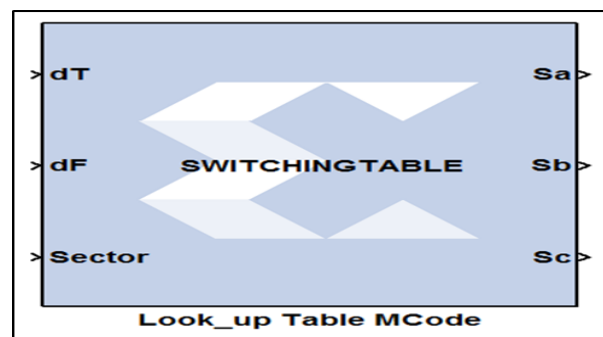 dT
Sa
dF
SWITCHINGTABLE
Sb
Sector
Sc
Look_up Table MCode